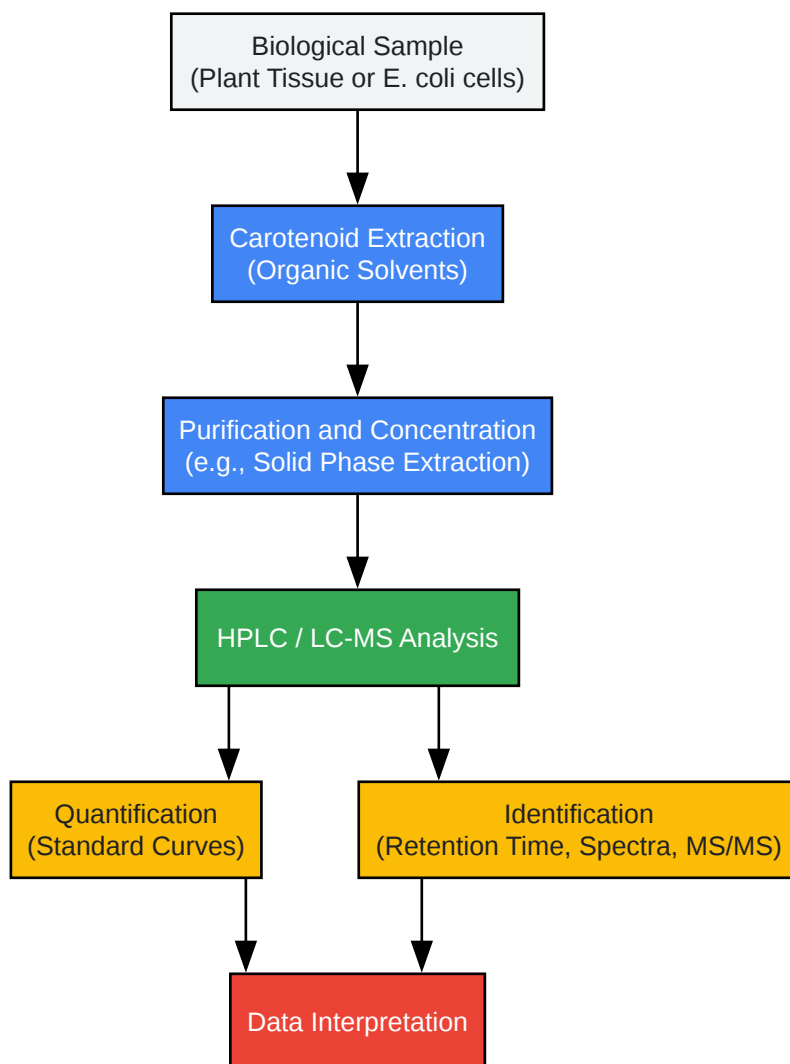 Biological Sample
(Plant Tissue or E. coli cells)
Carotenoid Extraction
(Organic Solvents)
Purification and Concentration
(e.g., Solid Phase Extraction)
HPLC / LC-MS Analysis
Quantification
(Standard Curves)
Identification
(Retention Time, Spectra, MS/MS)
Data Interpretation